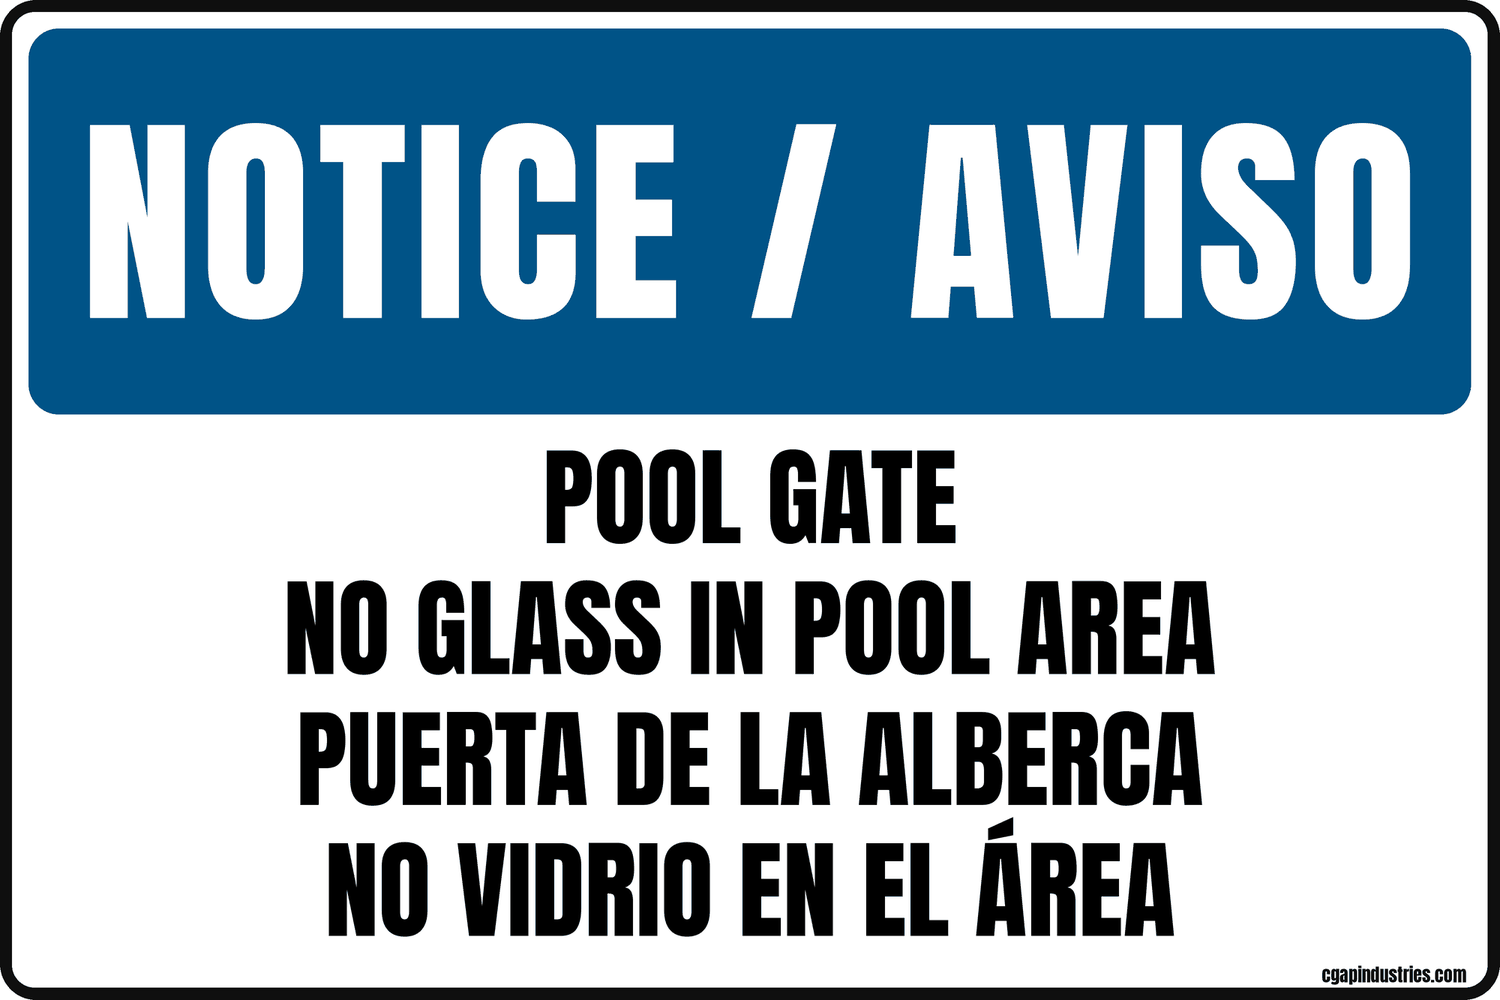 NOTICE / AVISO
POOL GATE
NO GLASS IN POOL AREA
PUERTA DE LA ALBERCA
NO VIDRIO EN EL ÁREA
cgapindustries.com